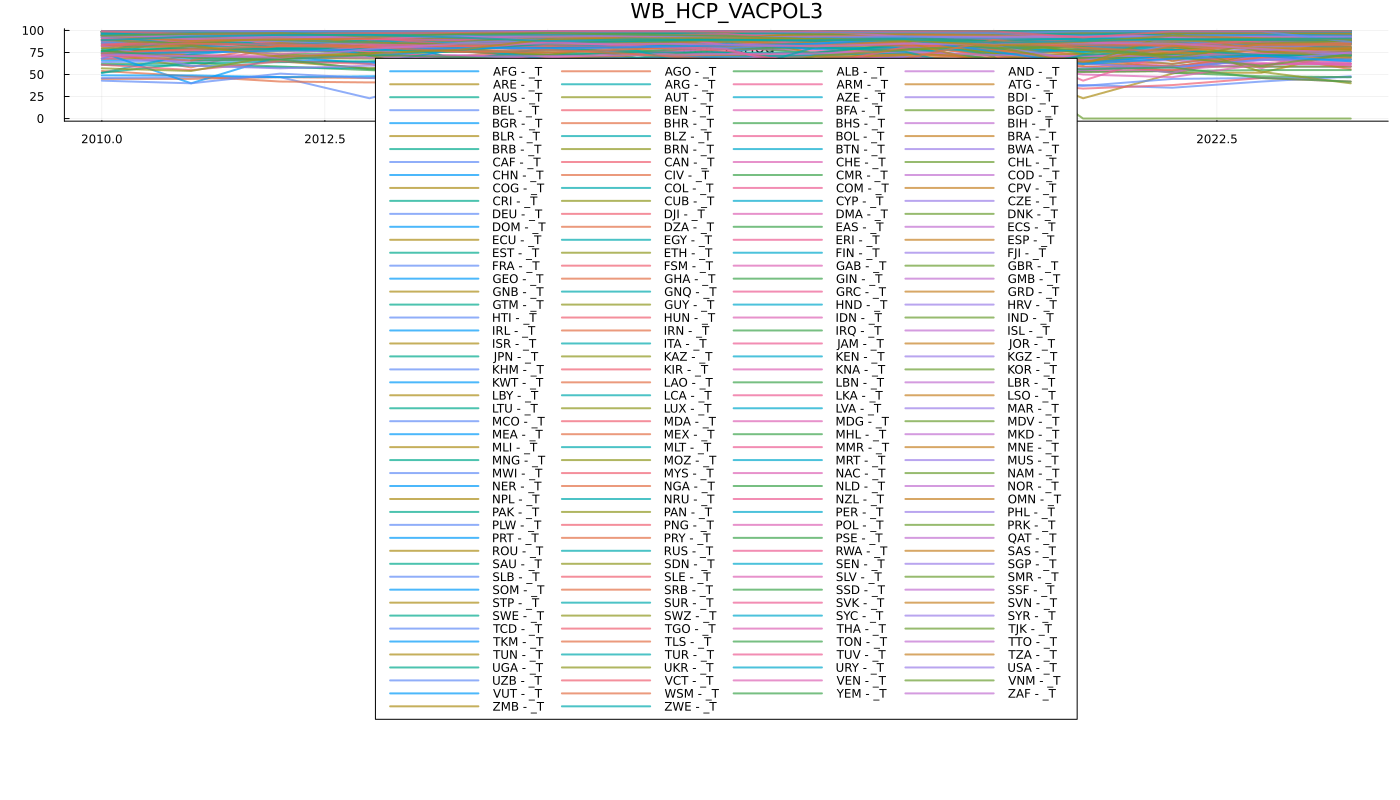 WB_HCP_VACPOL3
100
75
50
25
0
2010.0 2012.5 2022.5
AFG - _T AGO - _T ALB - _T AND - _T
ARE - _T ARG - _T ARM - _T ATG - _T
AUS - _T AUT - _T AZE - _T BDI - _T
BEL - _T BEN - _T BFA - _T BGD - _T
BGR - _T BHR - _T BHS - _T BIH - _T
BLR - _T BLZ - _T BOL - _T BRA - _T
BRB - _T BRN - _T BTN - _T BWA - _T
CAF - _T CAN - _T CHE - _T CHL - _T
CHN - _T CIV - _T CMR - _T COD - _T
COG - _T COL - _T COM - _T CPV - _T
CRI - _T CUB - _T CYP - _T CZE - _T
DEU - _T DJI - _T DMA - _T DNK - _T
DOM - _T DZA - _T EAS - _T ECS - _T
ECU - _T EGY - _T ERI - _T ESP - _T
EST - _T ETH - _T FIN - _T FJI - _T
FRA - _T FSM - _T GAB - _T GBR - _T
GEO - _T GHA - _T GIN - _T GMB - _T
GNB - _T GNQ - _T GRC - _T GRD - _T
GTM - _T GUY - _T HND - _T HRV - _T
HTI - _T HUN - _T IDN - _T IND - _T
IRL - _T IRN - _T IRQ - _T ISL - _T
ISR - _T ITA - _T JAM - _T JOR - _T
JPN - _T KAZ - _T KEN - _T KGZ - _T
KHM - _T KIR - _T KNA - _T KOR - _T
KWT - _T LAO - _T LBN - _T LBR - _T
LBY - _T LCA - _T LKA - _T LSO - _T
LTU - _T LUX - _T LVA - _T MAR - _T
MCO - _T MDA - _T MDG - _T MDV - _T
MEA - _T MEX - _T MHL - _T MKD - _T
MLI - _T MLT - _T MMR - _T MNE - _T
MNG - _T MOZ - _T MRT - _T MUS - _T
MWI - _T MYS - _T NAC - _T NAM - _T
NER - _T NGA - _T NLD - _T NOR - _T
NPL - _T NRU - _T NZL - _T OMN - _T
PAK - _T PAN - _T PER - _T PHL - _T
PLW - _T PNG - _T POL - _T PRK - _T
PRT - _T PRY - _T PSE - _T QAT - _T
ROU - _T RUS - _T RWA - _T SAS - _T
SAU - _T SDN - _T SEN - _T SGP - _T
SLB - _T SLE - _T SLV - _T SMR - _T
SOM - _T SRB - _T SSD - _T SSF - _T
STP - _T SUR - _T SVK - _T SVN - _T
SWE - _T SWZ - _T SYC - _T SYR - _T
TCD - _T TGO - _T THA - _T TJK - _T
TKM - _T TLS - _T TON - _T TTO - _T
TUN - _T TUR - _T TUV - _T TZA - _T
UGA - _T UKR - _T URY - _T USA - _T
UZB - _T VCT - _T VEN - _T VNM - _T
VUT - _T WSM - _T YEM - _T ZAF - _T
ZMB - _T ZWE - _T